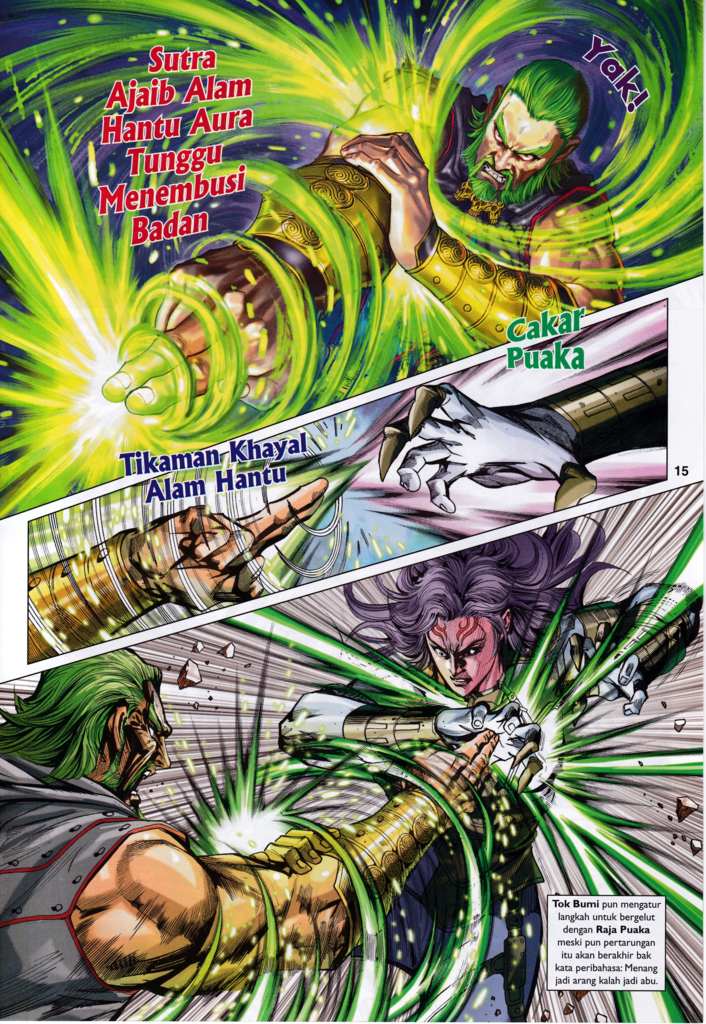 Sutra
Ajaib Alam
Hantu Aura
Tunggu
Menembusi
Badan
Yak!
Cakar
Puaka
Tikaman Khayal
Alam Hantu
15
Tok Bumi pun mengatur
langkah untuk bergelut
dengan Raja Puaka
meski pun pertarungan
itu akan berakhir bak
kata peribahasa: Menang
jadi arang kalah jadi abu.